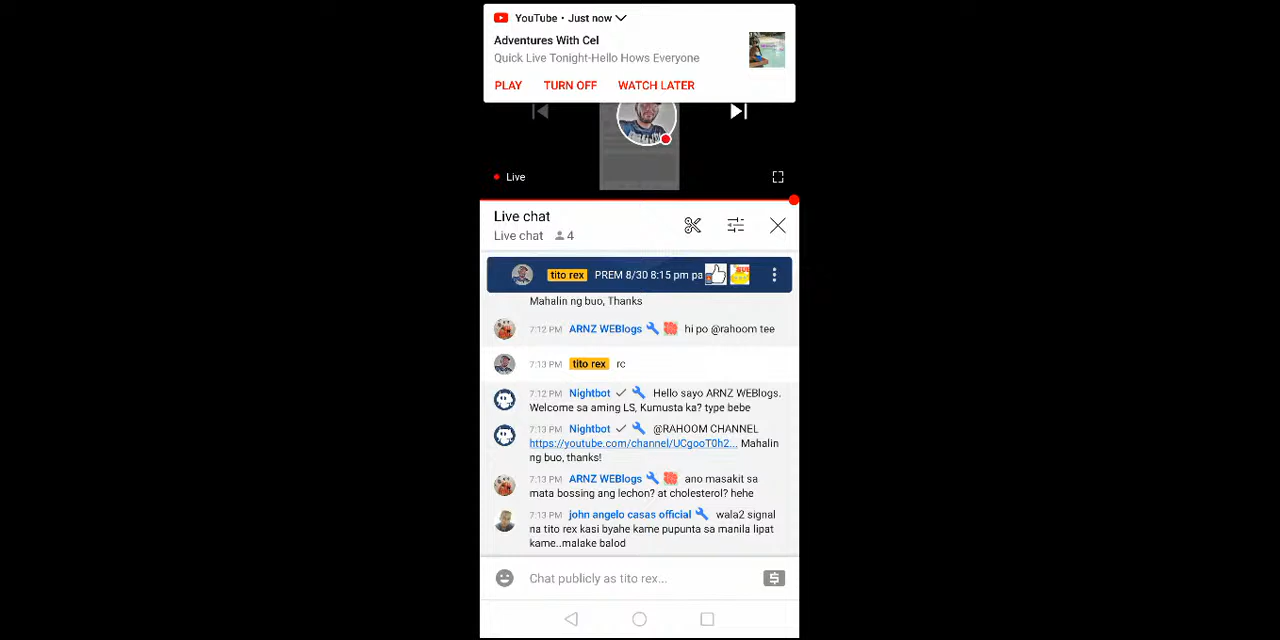 YouTube • Just now
Adventures With Cel
Quick Live Tonight-Hello Hows Everyone
PLAY TURN OFF WATCH LATER
Live
Live chat
Live chat 4
tito rex PREM 8/30 8:15 pm pa
Mahalin ng buo, Thanks
7:12 PM ARNZ WEBlogs hi po @rahoom tee
7:13 PM tito rex rc
7:12 PM Nightbot Hello sayo ARNZ WEBlogs.
Welcome sa aming LS, Kumusta ka? type bebe
7:13 PM Nightbot @RAHOOM CHANNEL
https://youtube.com/channel/UCgooT0h2... Mahalin
ng buo, thanks!
7:13 PM ARNZ WEBlogs ano masakit sa
mata bossing ang lechon? at cholesterol? hehe
7:13 PM john angelo casas official wala2 signal
na tito rex kasi byahe kame pupunta sa manila lipat
kame..malake balod
Chat publicly as tito rex...